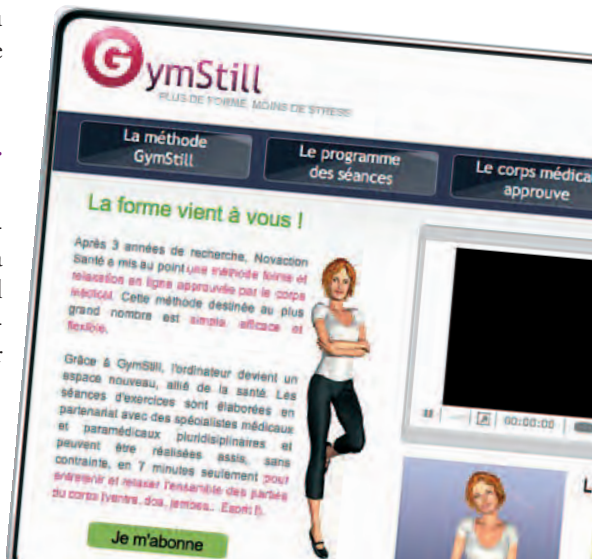 GymStill
PLUS DE FORME, MOINS DE STRESS
La méthode
GymStill
Le programme
des séances
Le corps médica
approuve
La forme vient à vous !
Après 3 années de recherche, Novaction
Santé a mis au point une méthode forme et
relaxation en ligne approuvée par le corps
médical. Cette méthode destinée au plus
grand nombre est simple, efficace et
flexible.
Grâce à GymStill, l'ordinateur devient un
espace nouveau, allié de la santé. Les
séances d'exercices sont élaborées en
partenariat avec des spécialistes médicaux
et paramédicaux pluridisiplinaires et
peuvent être réalisées assis, sans
contrainte, en 7 minutes seulement pour
entretenir et relaxer l'ensemble des parties
du corps (ventre, dos, jambes... Esprit !).
Je m'abonne
00:00:00
L